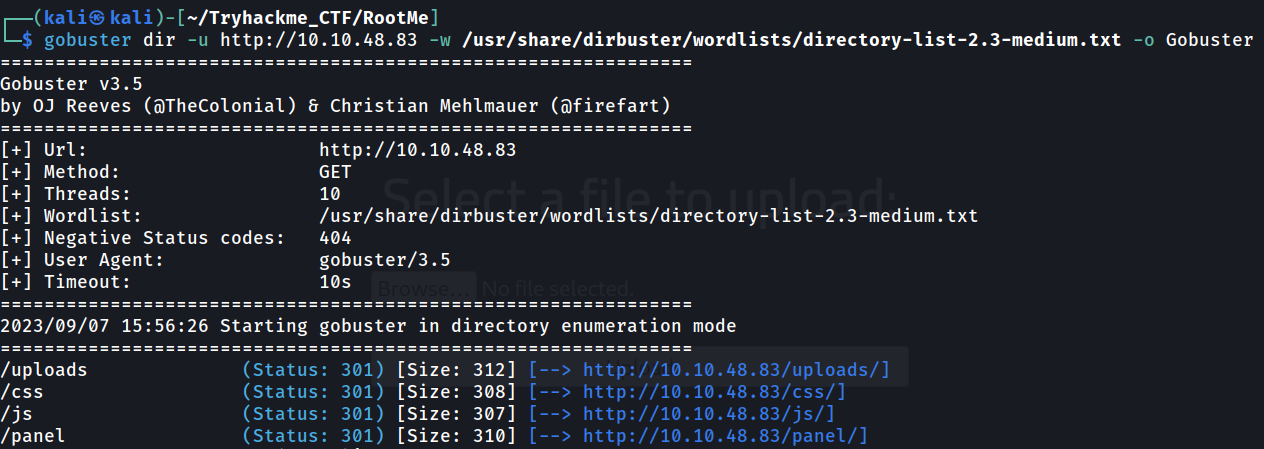 ┌──(kali㉿kali)-[~/Tryhackme_CTF/RootMe]
└─$ gobuster dir -u http://10.10.48.83 -w /usr/share/dirbuster/wordlists/directory-list-2.3-medium.txt -o Gobuster
===============================================================
Gobuster v3.5
by OJ Reeves (@TheColonial) & Christian Mehlmauer (@firefart)
===============================================================
[+] Url:                     http://10.10.48.83
[+] Method:                  GET
[+] Threads:                 10
Select a file to upload:
[+] Wordlist:                /usr/share/dirbuster/wordlists/directory-list-2.3-medium.txt
[+] Negative Status codes:   404
[+] User Agent:              gobuster/3.5
[+] Timeout:                 10s
Browse... No file selected.
===============================================================
2023/09/07 15:56:26 Starting gobuster in directory enumeration mode
===============================================================
/uploads              (Status: 301) [Size: 312] [--> http://10.10.48.83/uploads/]
/css                  (Status: 301) [Size: 308] [--> http://10.10.48.83/css/]
/js                   (Status: 301) [Size: 307] [--> http://10.10.48.83/js/]
/panel                (Status: 301) [Size: 310] [--> http://10.10.48.83/panel/]